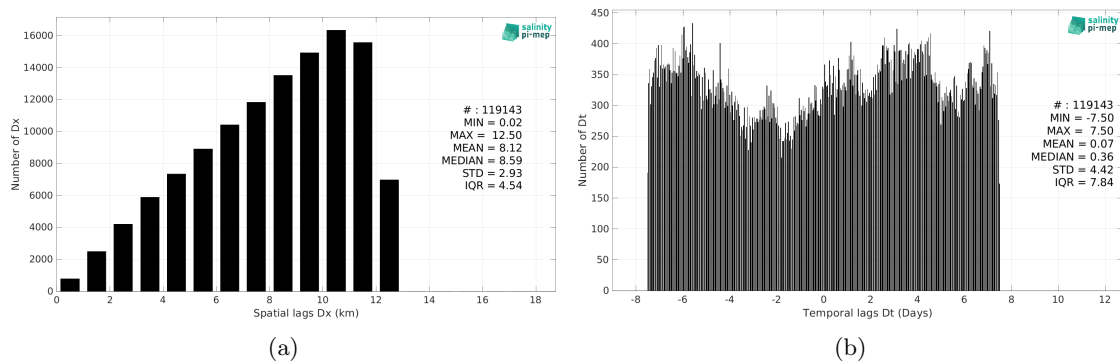 16000
14000
12000
10000
8000
6000
4000
2000
0
Number of Dx
0 2 4 6 8 10 12 14 16 18
Spatial lags Dx (km)
salinity
pi-mep
# : 119143
MIN = 0.02
MAX = 12.50
MEAN = 8.12
MEDIAN = 8.59
STD = 2.93
IQR = 4.54
(a)
450
400
350
300
250
200
150
100
50
0
Number of Dt
-8 -6 -4 -2 0 2 4 6 8 10 12
Temporal lags Dt (Days)
salinity
pi-mep
# : 119143
MIN = -7.50
MAX = 7.50
MEAN = 0.07
MEDIAN = 0.36
STD = 4.42
IQR = 7.84
(b)